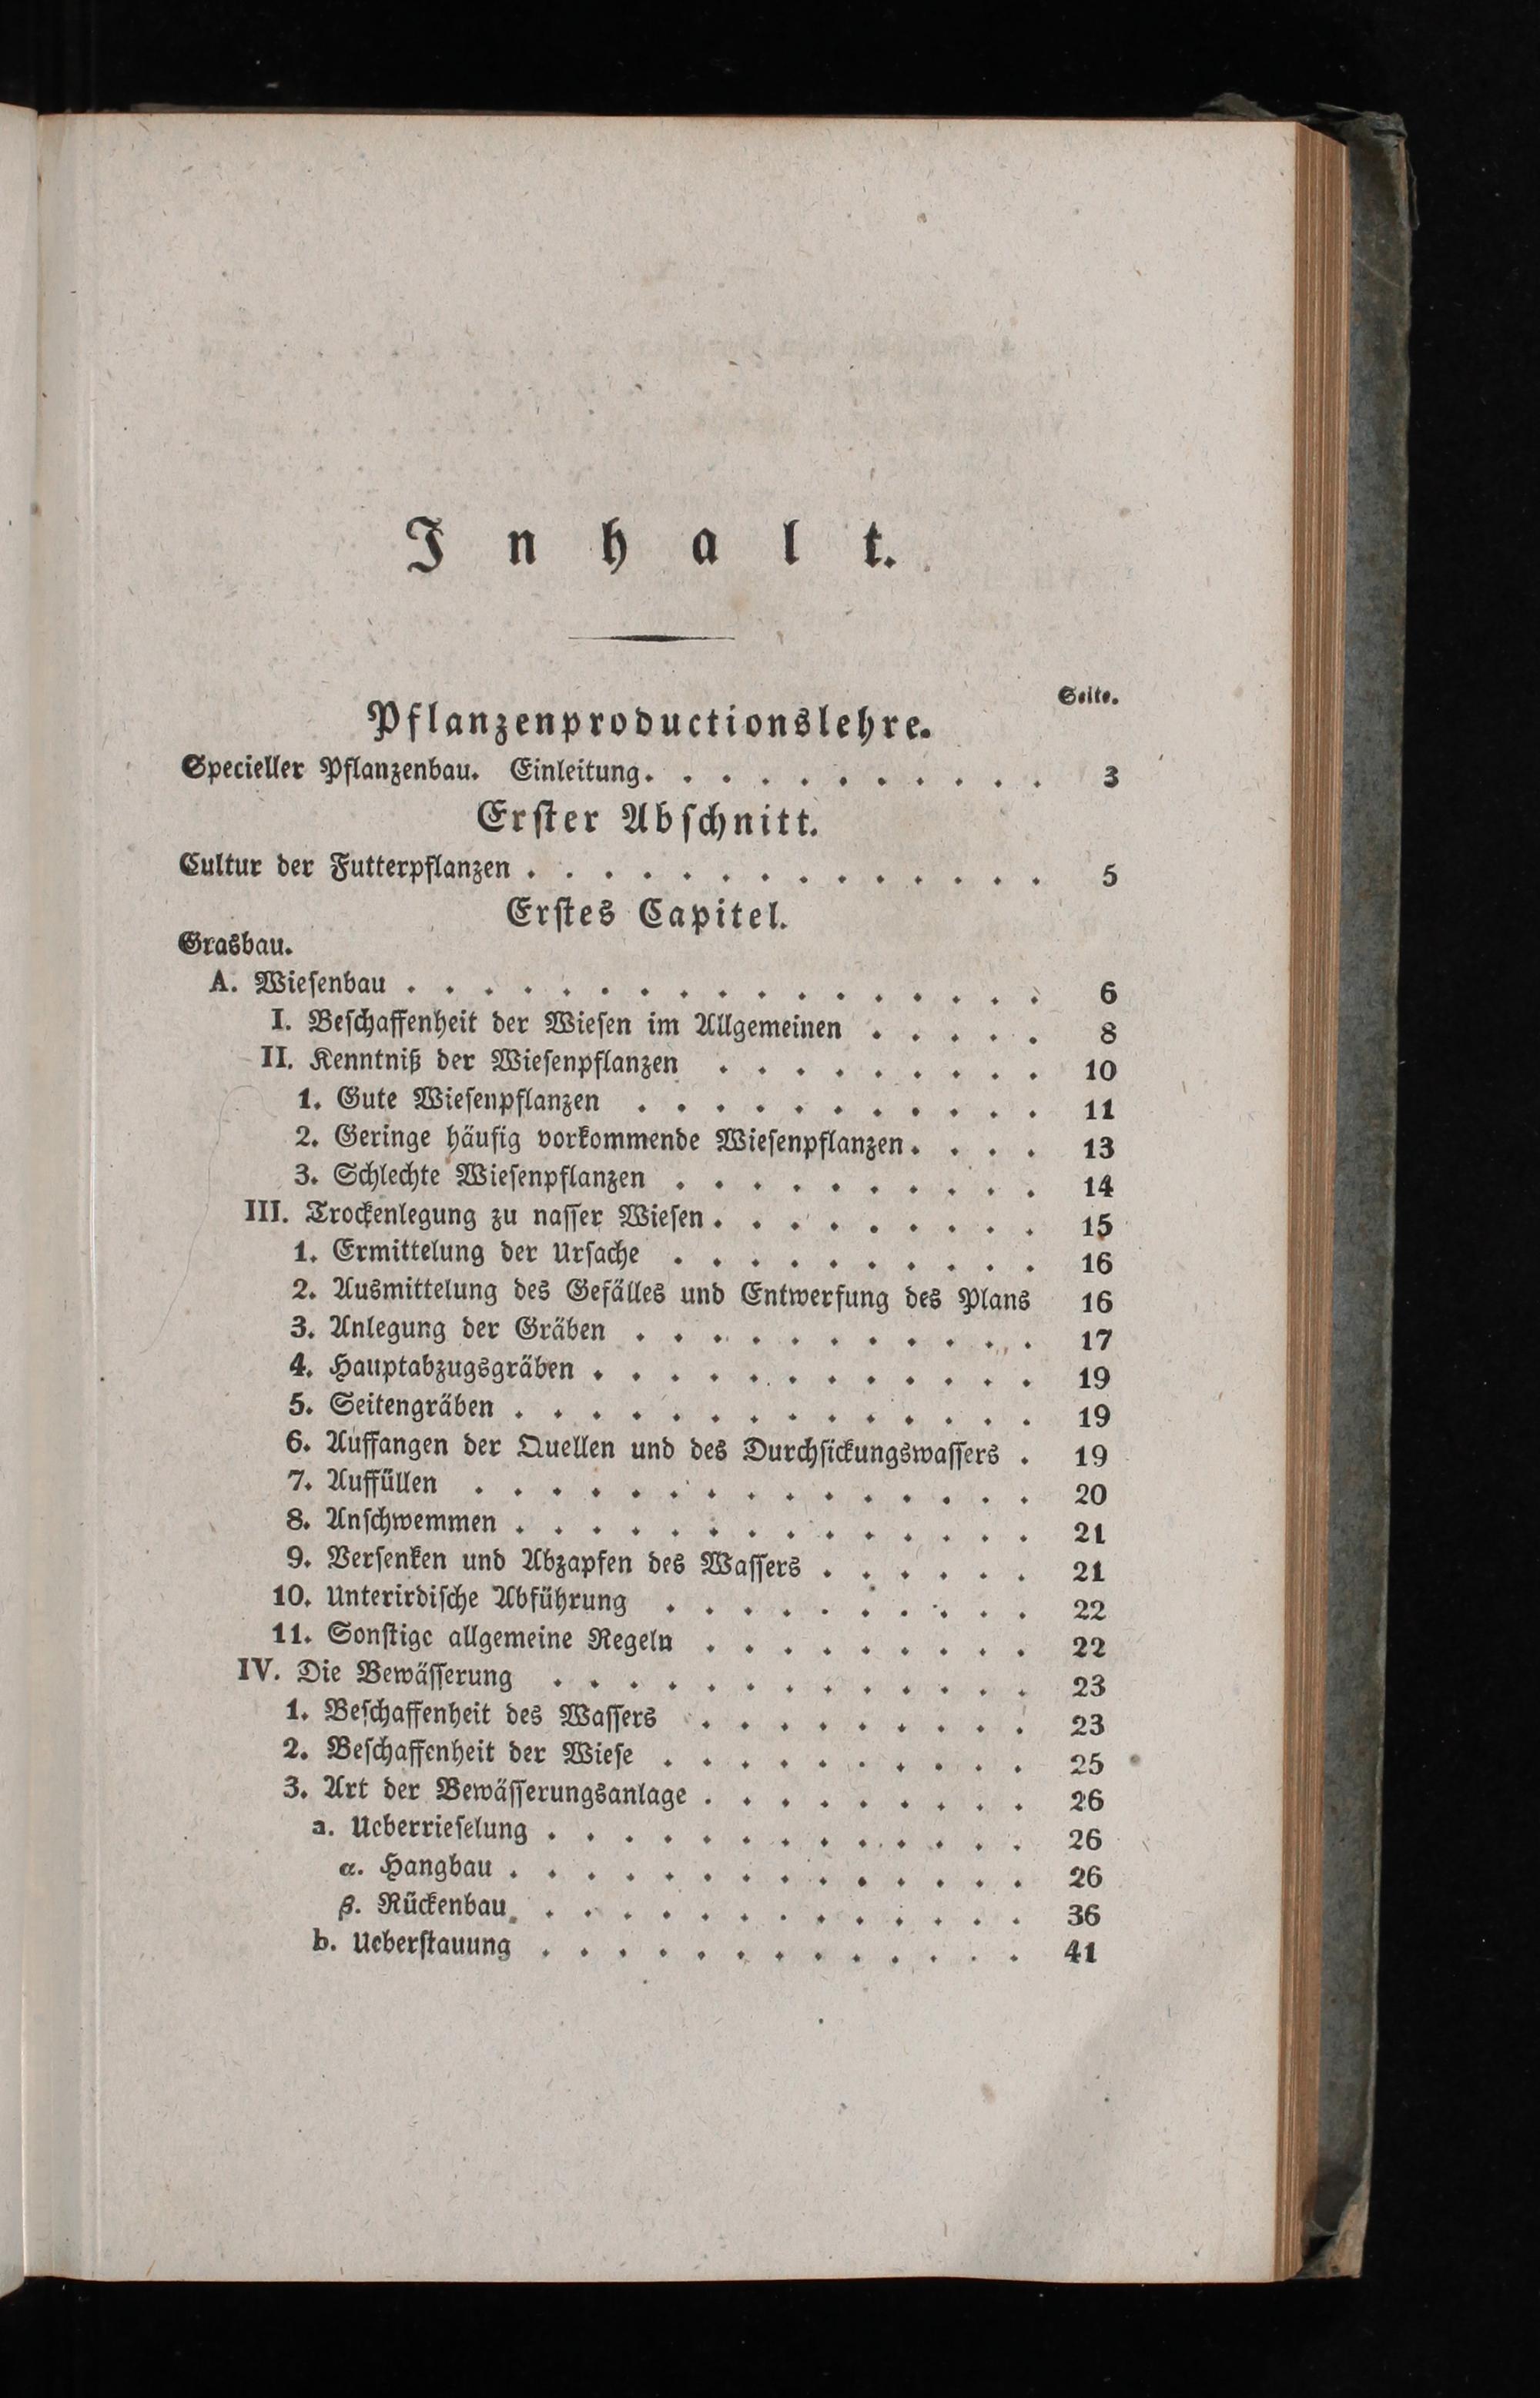 Inhalt.
Seite.
Pflanzenproductionslehre.
Specieller Pflanzenbau. Einleitung. . . . . . . . . . . 3
Erſter Abſchnitt.
Cultur der Futterpflanzen . . . . . . . . . . . . . . 5
Erſtes Capitel.
Grasbau.
A. Wieſenbau . . . . . . . . . . . . . . . . . 6
I. Beſchaffenheit der Wieſen im Allgemeinen . . . . . 8
II. Kenntniß der Wieſenpflanzen . . . . . . . . . 10
1. Gute Wieſenpflanzen . . . . . . . . . . . 11
2. Geringe häufig vorkommende Wieſenpflanzen. . . . 13
3. Schlechte Wieſenpflanzen . . . . . . . . . . 14
III. Trockenlegung zu naſſer Wieſen . . . . . . . . . 15
1. Ermittelung der Urſache . . . . . . . . . . 16
2. Ausmittelung des Gefälles und Entwerfung des Plans 16
3. Anlegung der Gräben . . . . . . . . . . . 17
4. Hauptabzugsgräben . . . . . . . . . . . . 19
5. Seitengräben . . . . . . . . . . . . . . 19
6. Auffangen der Quellen und des Durchſickungswaſſers . 19
7. Auffüllen . . . . . . . . . . . . . . . 20
8. Anſchwemmen . . . . . . . . . . . . . . 21
9. Verſenken und Abzapfen des Waſſers . . . . . . 21
10. Unterirdiſche Abführung . . . . . . . . . . 22
11. Sonſtige allgemeine Regeln . . . . . . . . . 22
IV. Die Bewäſſerung . . . . . . . . . . . . . 23
1. Beſchaffenheit des Waſſers . . . . . . . . . 23
2. Beſchaffenheit der Wieſe . . . . . . . . . . 25
3. Art der Bewäſſerungsanlage . . . . . . . . . 26
a. Ueberrieſelung . . . . . . . . . . . . . 26
α. Hangbau . . . . . . . . . . . . . . 26
β. Rückenbau . . . . . . . . . . . . . 36
b. Ueberſtauung . . . . . . . . . . . . . 41